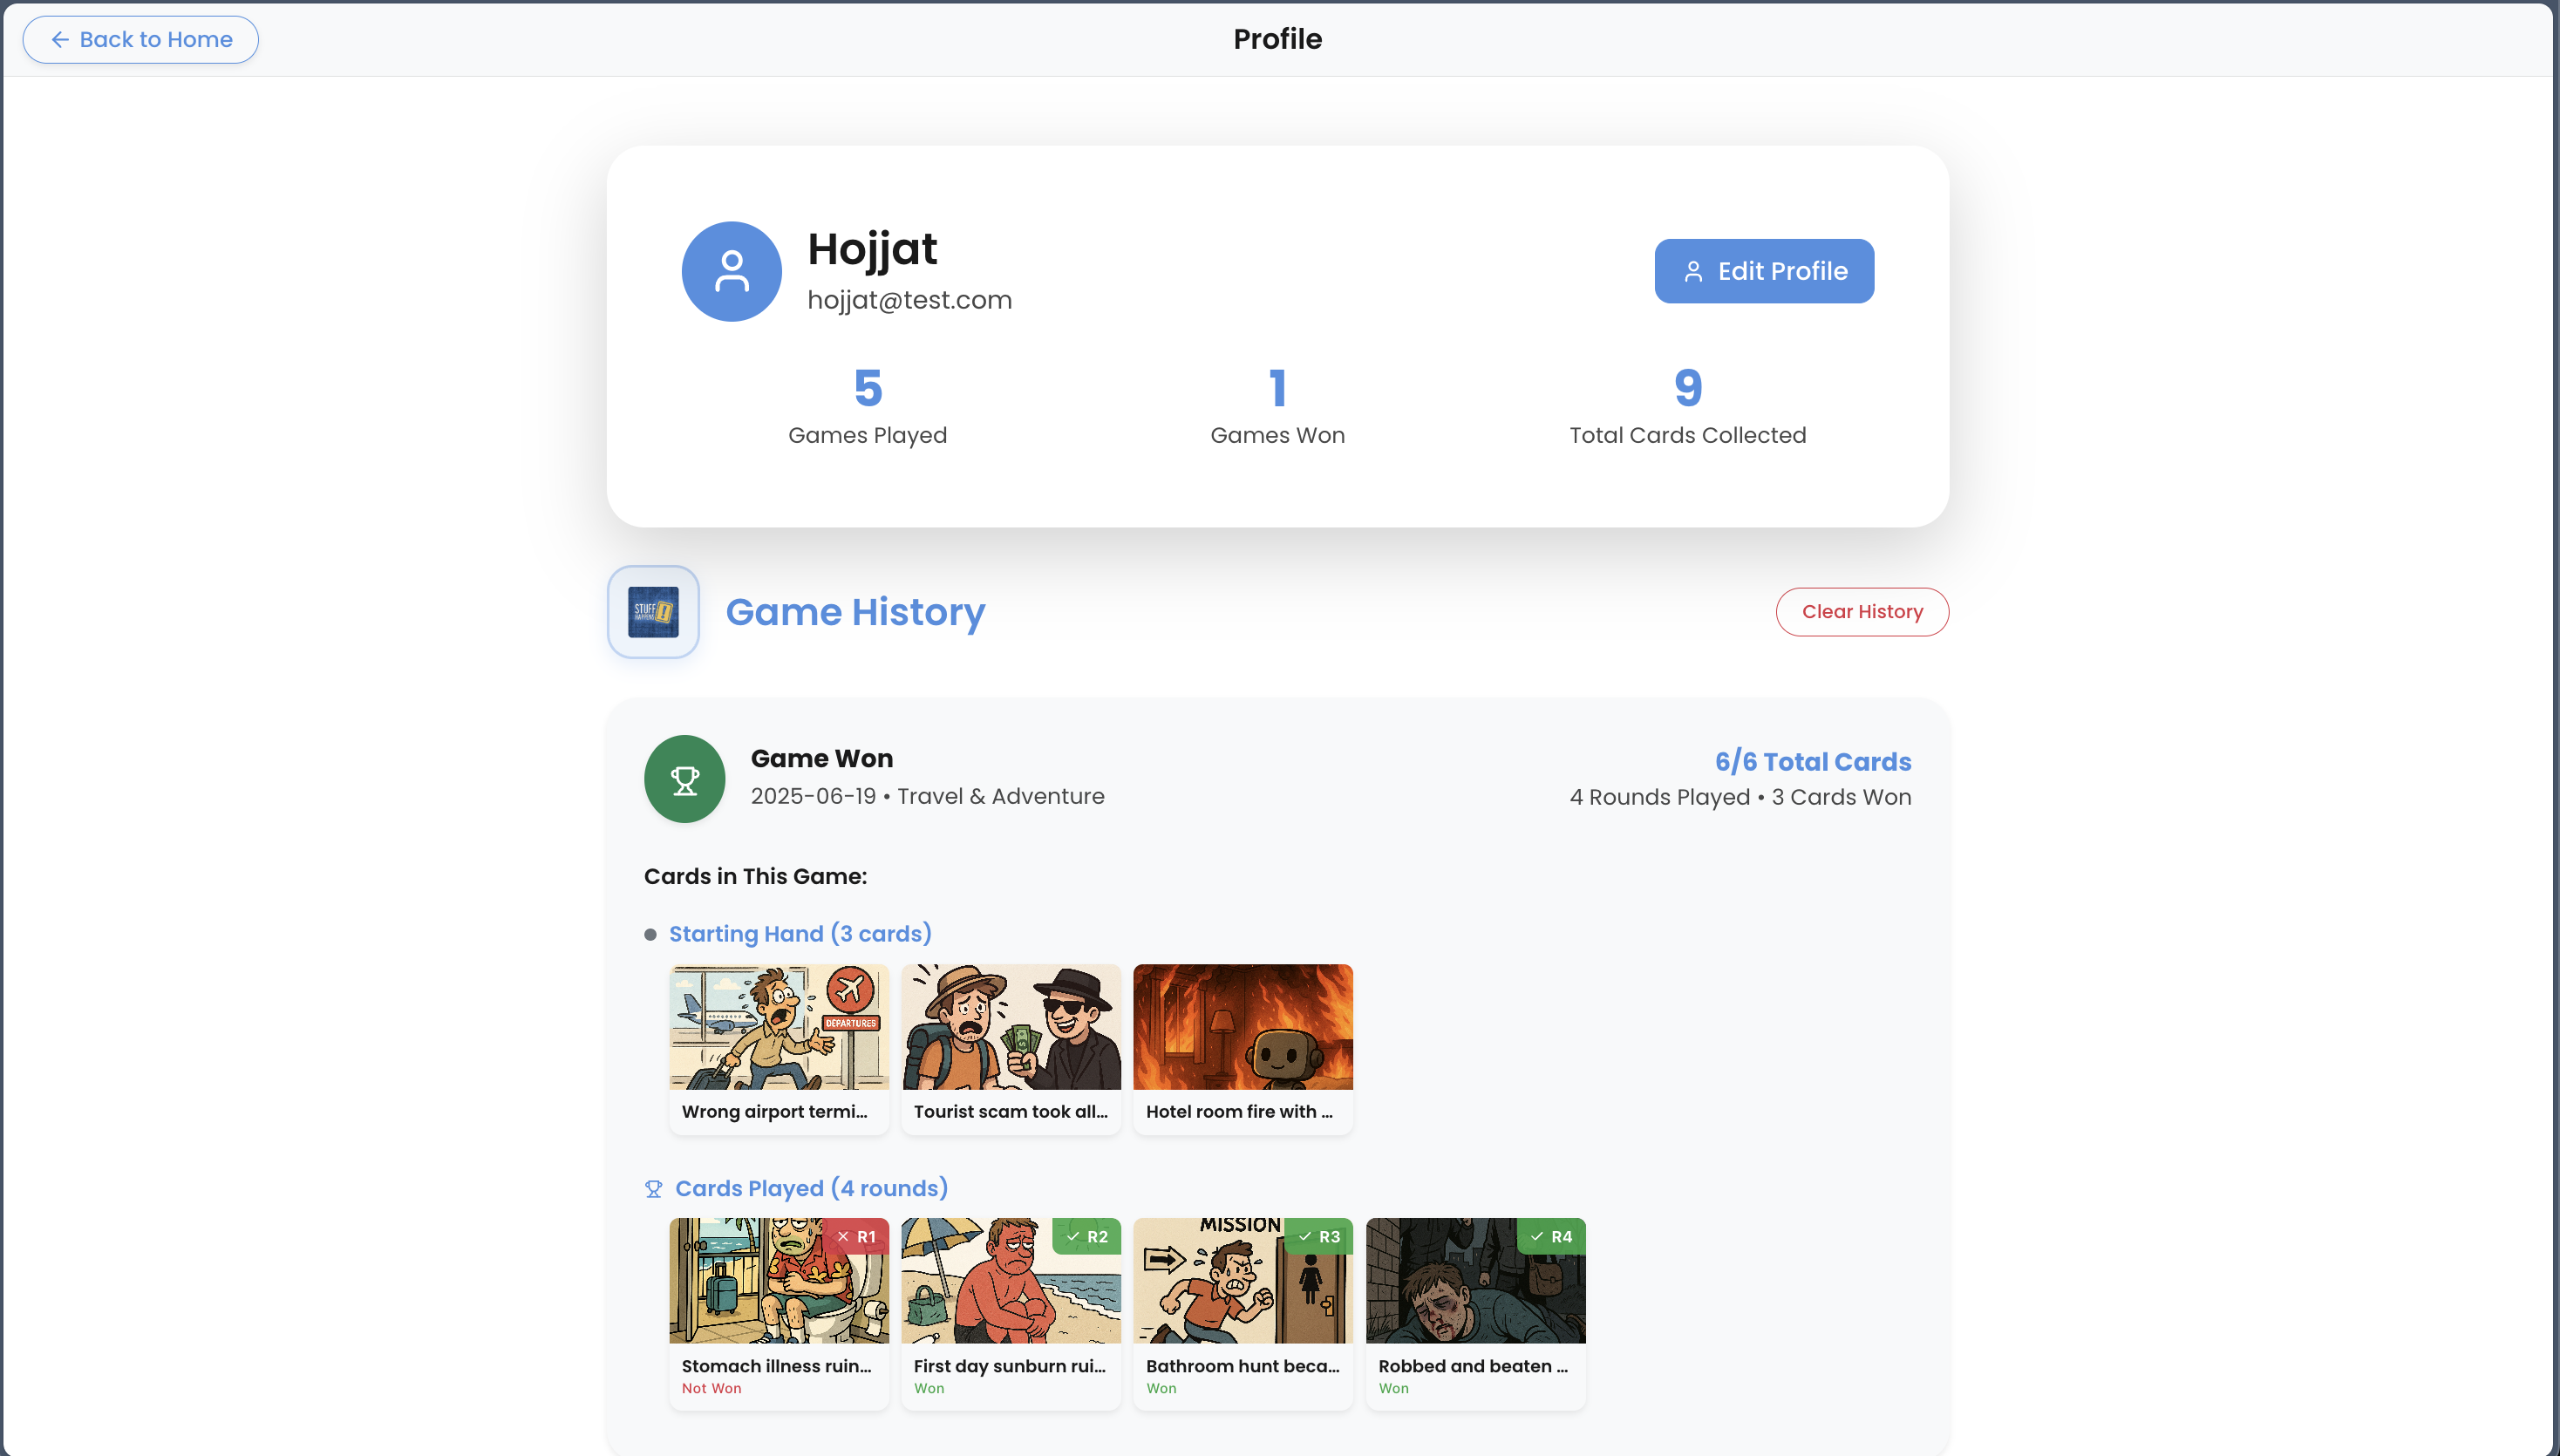 Back to Home
Profile
Hojjat
hojjat@test.com
Edit Profile
5
Games Played
1
Games Won
9
Total Cards Collected
STUFF
HAPPENS
!
Game History
Clear History
Game Won
2025-06-19 • Travel & Adventure
6/6 Total Cards
4 Rounds Played • 3 Cards Won
Cards in This Game:
Starting Hand (3 cards)
DEPARTURES
Wrong airport termi...
Tourist scam took all...
Hotel room fire with ...
Cards Played (4 rounds)
R1
R2
MISSION
R3
R4
Stomach illness ruin...
Not Won
First day sunburn rui...
Won
Bathroom hunt beca...
Won
Robbed and beaten ...
Won